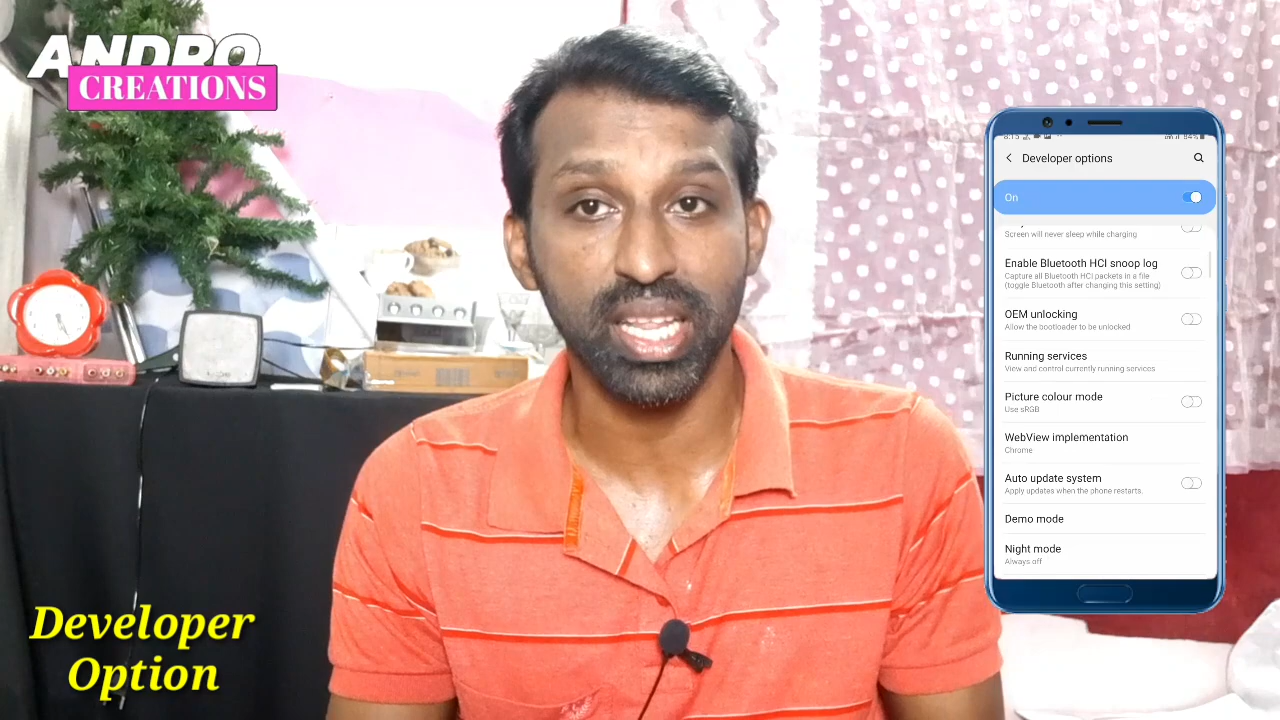 ANDRO
CREATIONS
Developer options
On
Screen will never sleep while charging
Enable Bluetooth HCI snoop log
Capture all Bluetooth HCI packets in a file
(toggle Bluetooth after changing this setting)
OEM unlocking
Allow the bootloader to be unlocked
Running services
View and control currently running services
Picture colour mode
Use sRGB
WebView implementation
Chrome
Auto update system
Apply updates when the phone restarts.
Demo mode
Night mode
Always off
Developer
Option